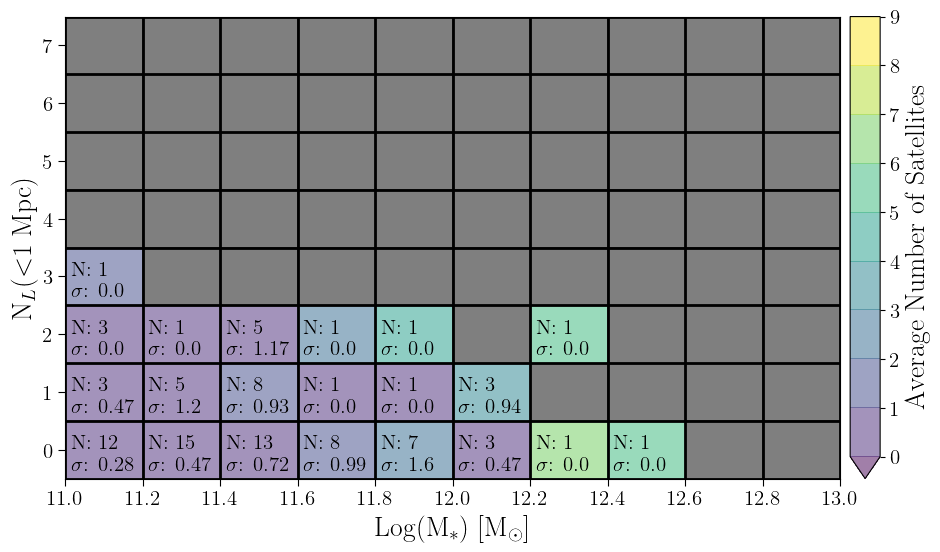 7
6
5
4
3
2
1
0
N_L(<1 Mpc)
N: 1
σ: 0.0
N: 3
σ: 0.0
N: 1
σ: 0.0
N: 5
σ: 1.17
N: 1
σ: 0.0
N: 1
σ: 0.0
N: 1
σ: 0.0
N: 3
σ: 0.47
N: 5
σ: 1.2
N: 8
σ: 0.93
N: 1
σ: 0.0
N: 1
σ: 0.0
N: 3
σ: 0.94
N: 12
σ: 0.28
N: 15
σ: 0.47
N: 13
σ: 0.72
N: 8
σ: 0.99
N: 7
σ: 1.6
N: 3
σ: 0.47
N: 1
σ: 0.0
N: 1
σ: 0.0
11.0 11.2 11.4 11.6 11.8 12.0 12.2 12.4 12.6 12.8 13.0
Log(M_*) [M_⊙]
9
8
7
6
5
4
3
2
1
0
Average Number of Satellites